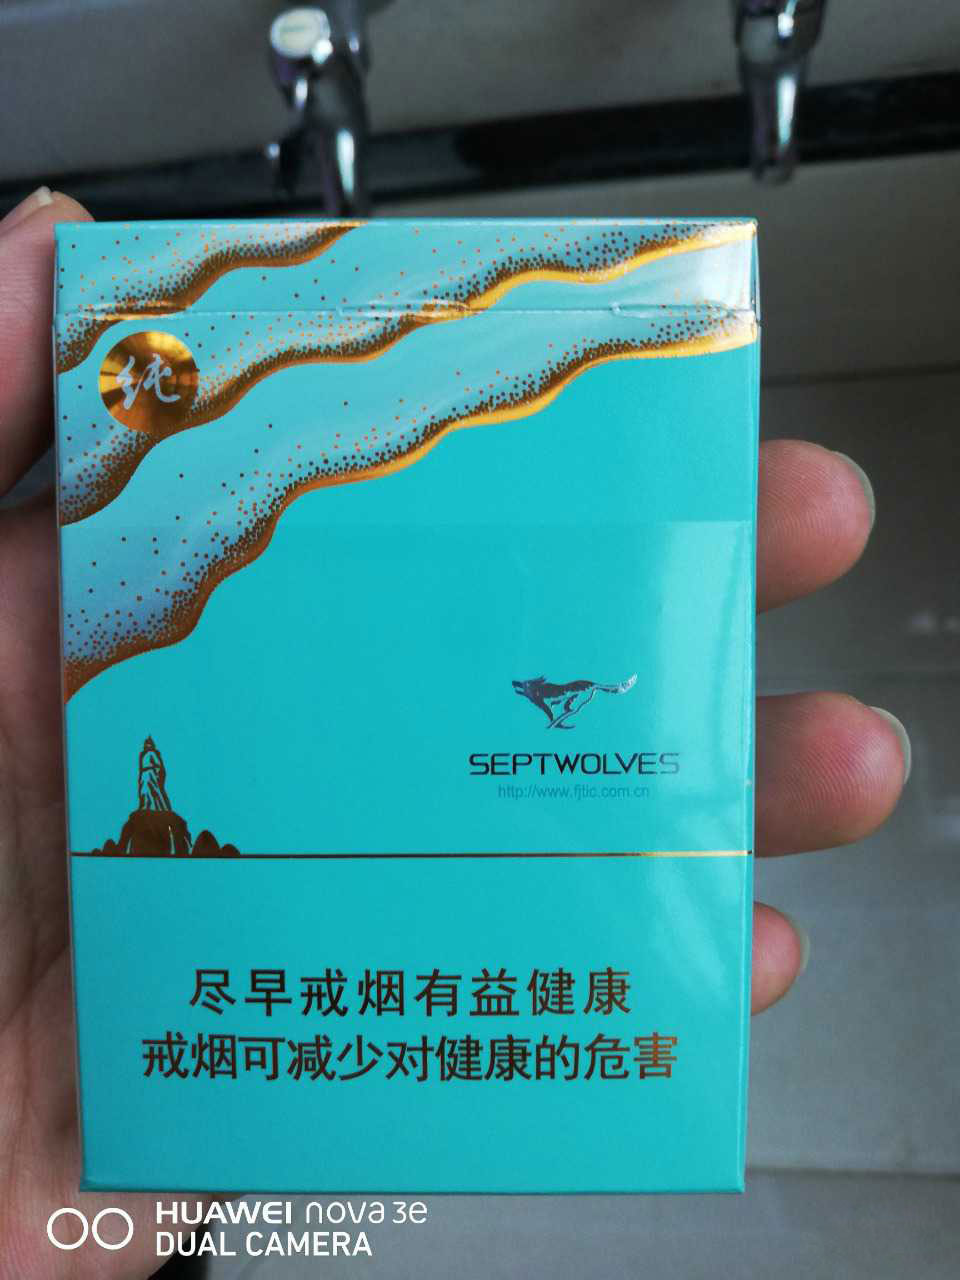 纯
SEPTWOLVES
http://www.fjtic.com.cn
尽早戒烟有益健康
戒烟可减少对健康的危害
HUAWEI nova 3e
DUAL CAMERA